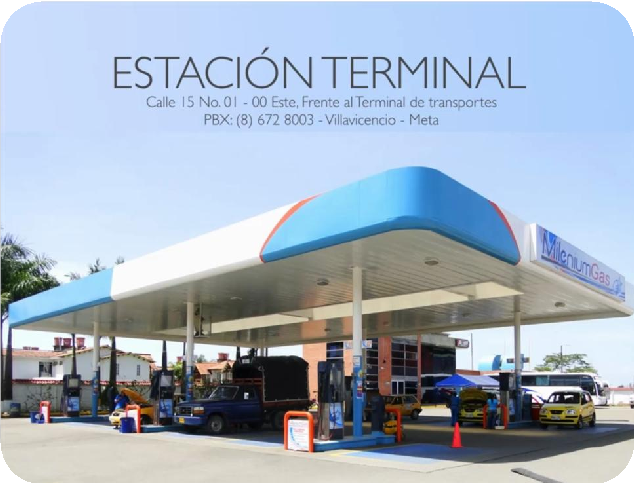 ESTACIÓN TERMINAL
Calle 15 No. 01 - 00 Este, Frente al Terminal de transportes
PBX: (8) 672 8003 - Villavicencio - Meta
MileniumGas